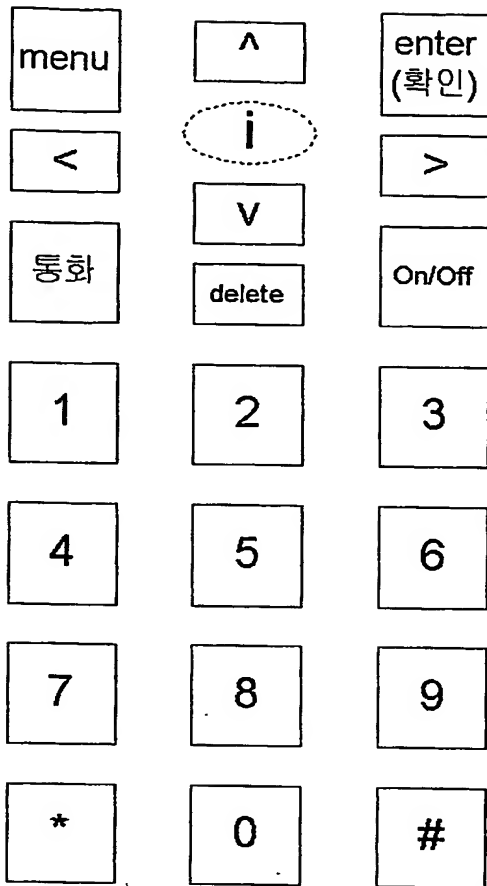 menu
^
enter
(확인)
<
i
>
v
통화
delete
On/Off
1
2
3
4
5
6
7
8
9
*
0
#